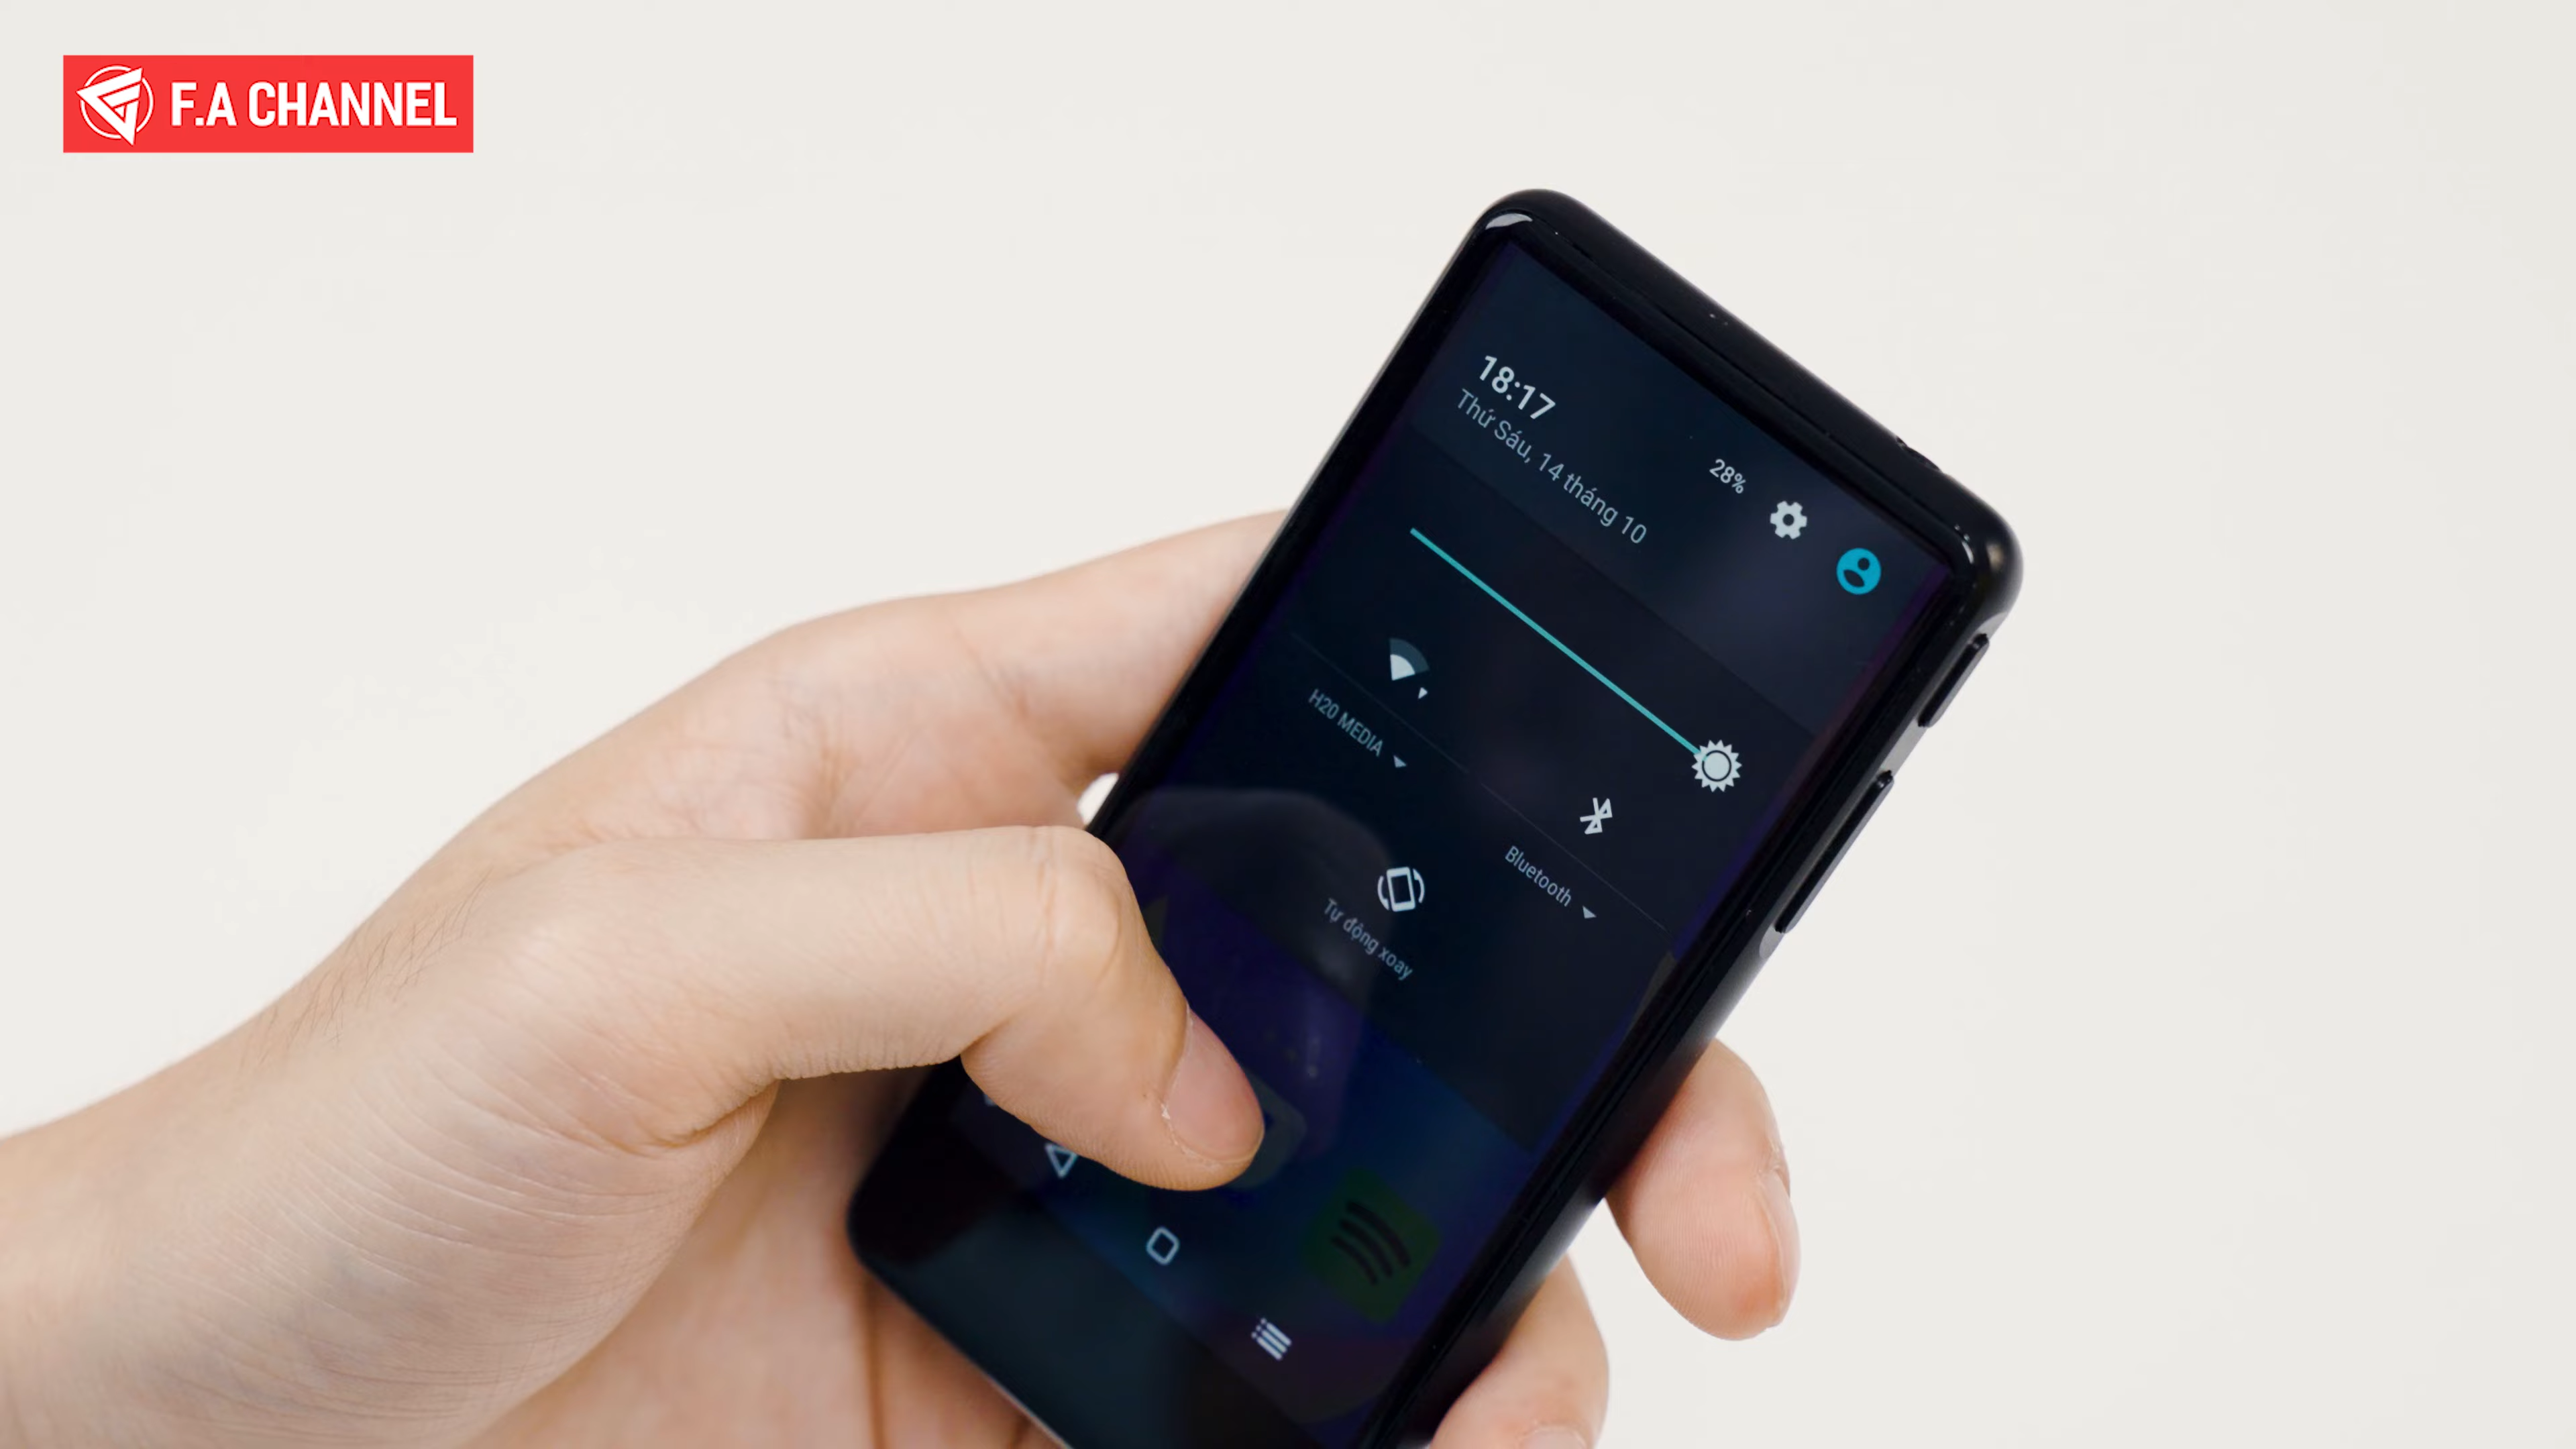 F.A CHANNEL
18:17
Thứ Sáu, 14 tháng 10
28%
H20 MEDIA
Bluetooth
Tự động xoay